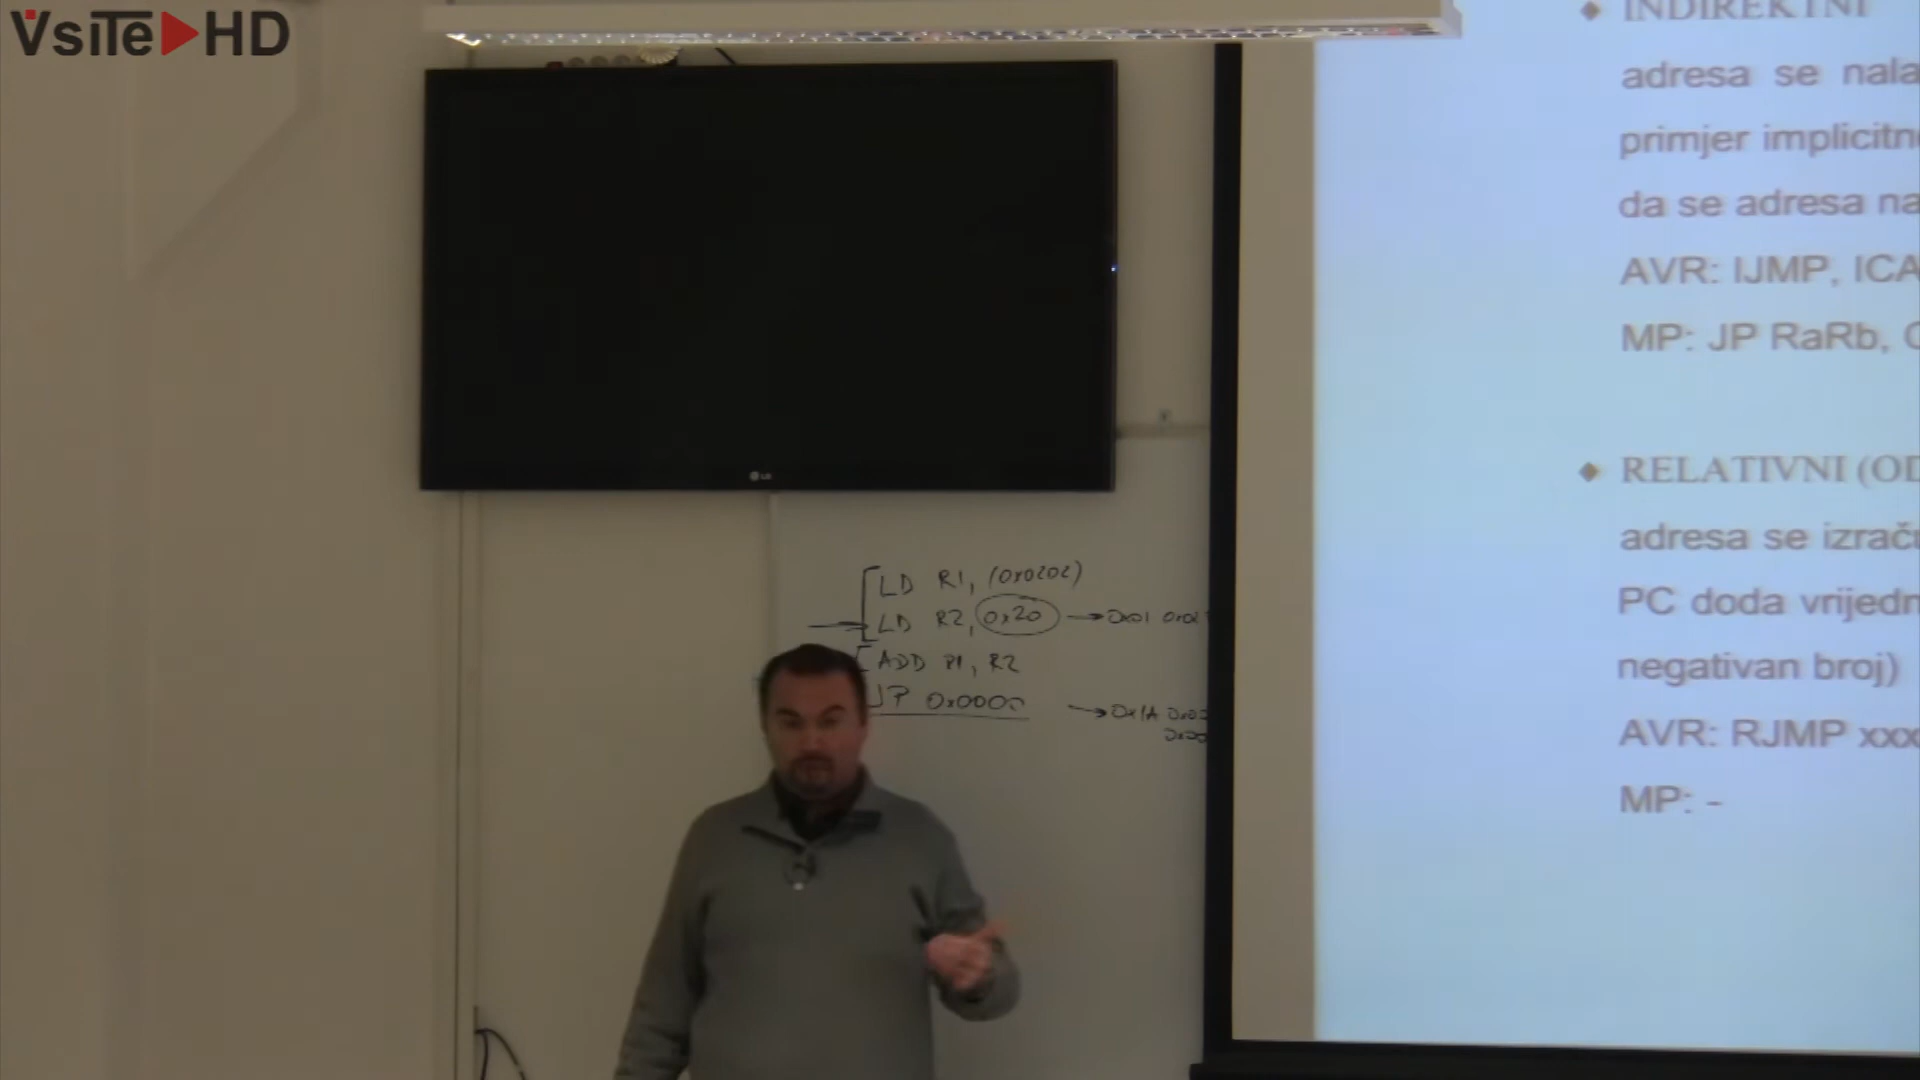 VsiTe HD
LG
LD R1, (0x0202)
LD R2, 0x20 → 0x01
ADD R1, R2
JP 0x0000 → 0x1A
INDIREKTNI
adresa se nala
primjer implicitn
da se adresa na
AVR: IJMP, ICA
MP: JP RaRb, C
RELATIVNI (OD
adresa se izraču
PC doda vrijedn
negativan broj)
AVR: RJMP xxx
MP: -